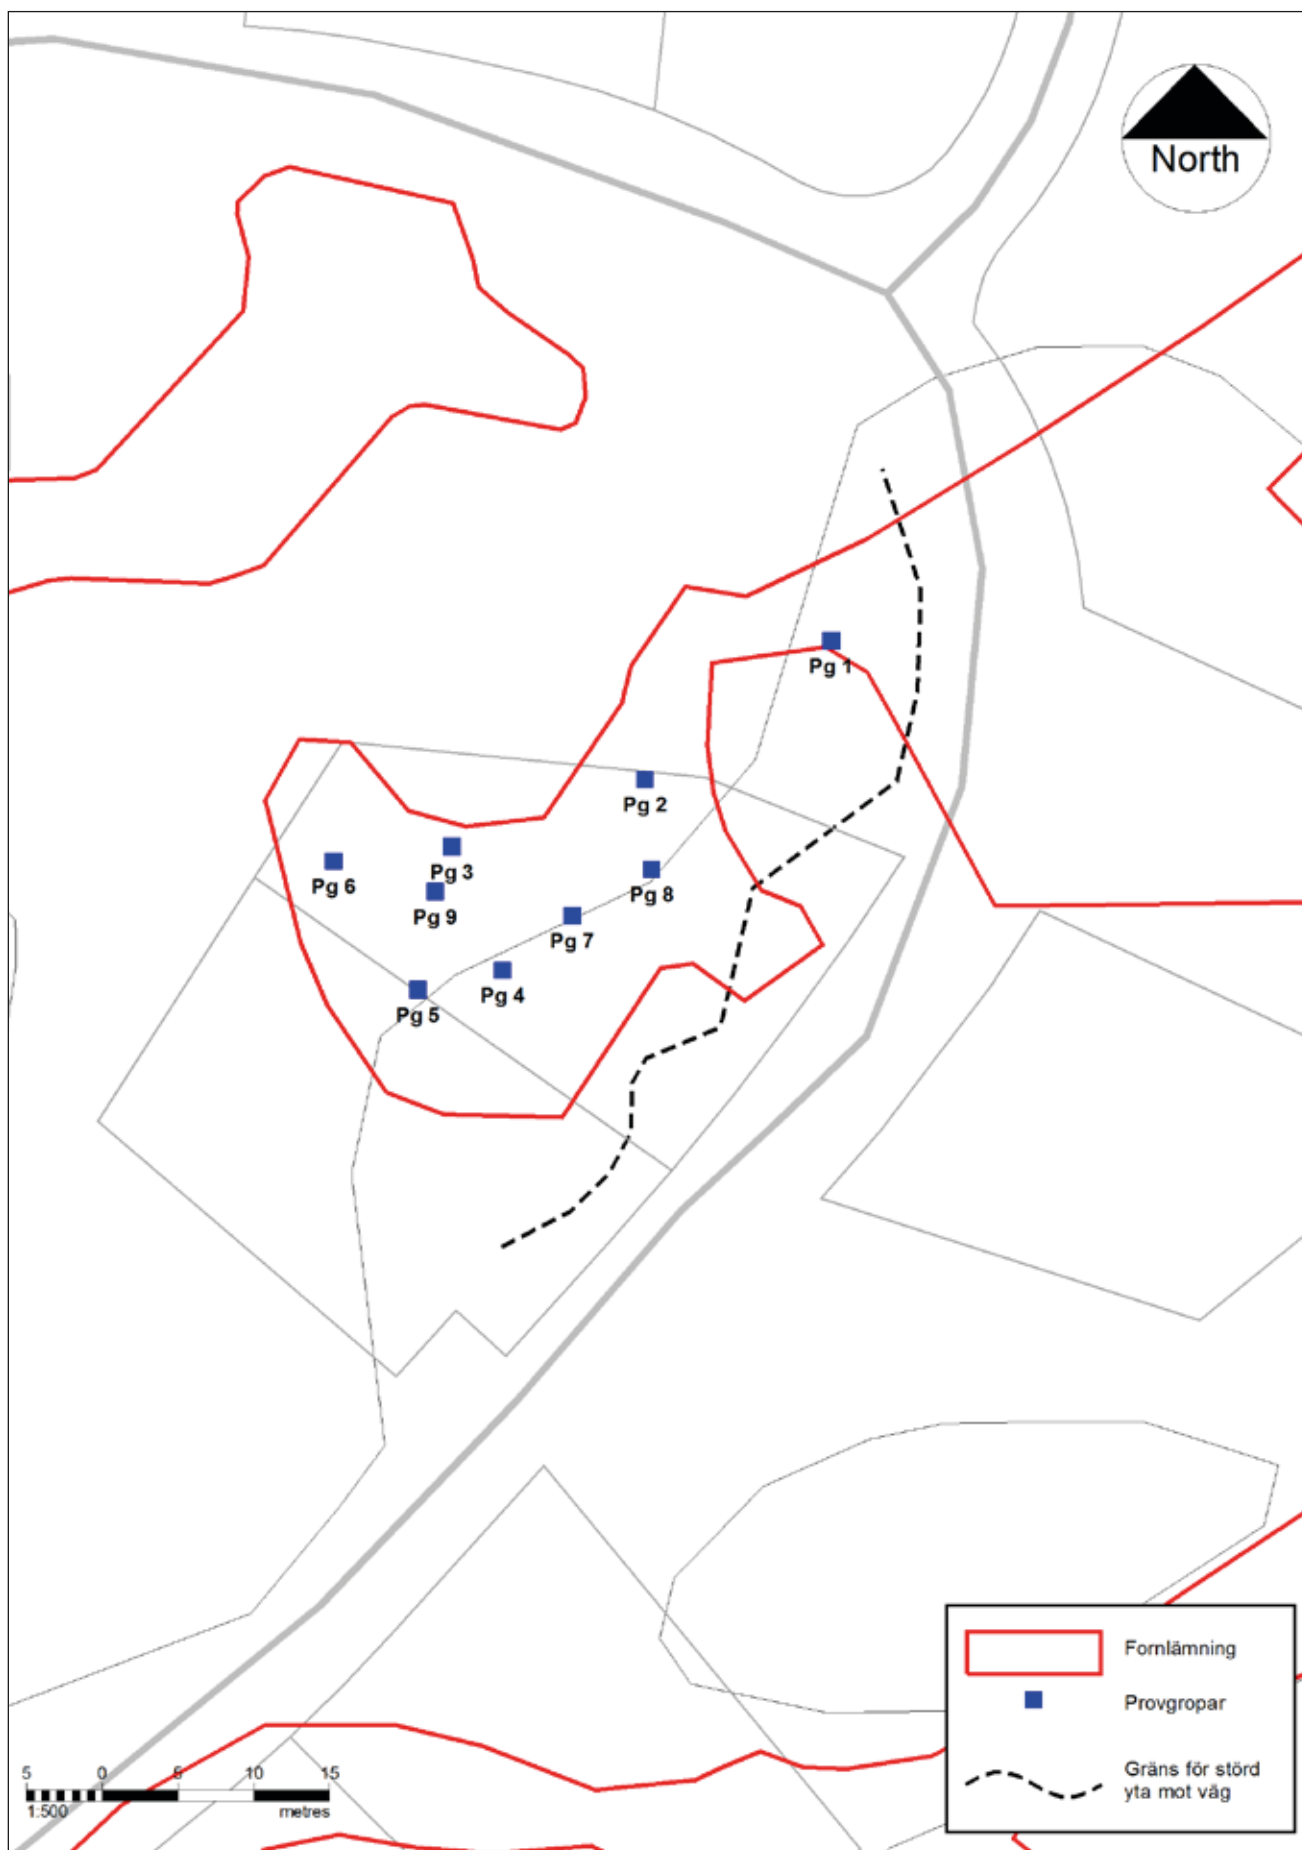 North
Pg 1
Pg 2
Pg 3
Pg 6
Pg 8
Pg 9
Pg 7
Pg 4
Pg 5
Fornlämning
Provgropar
Gräns för störd
yta mot väg
5 0 5 10 15
1:500 metres